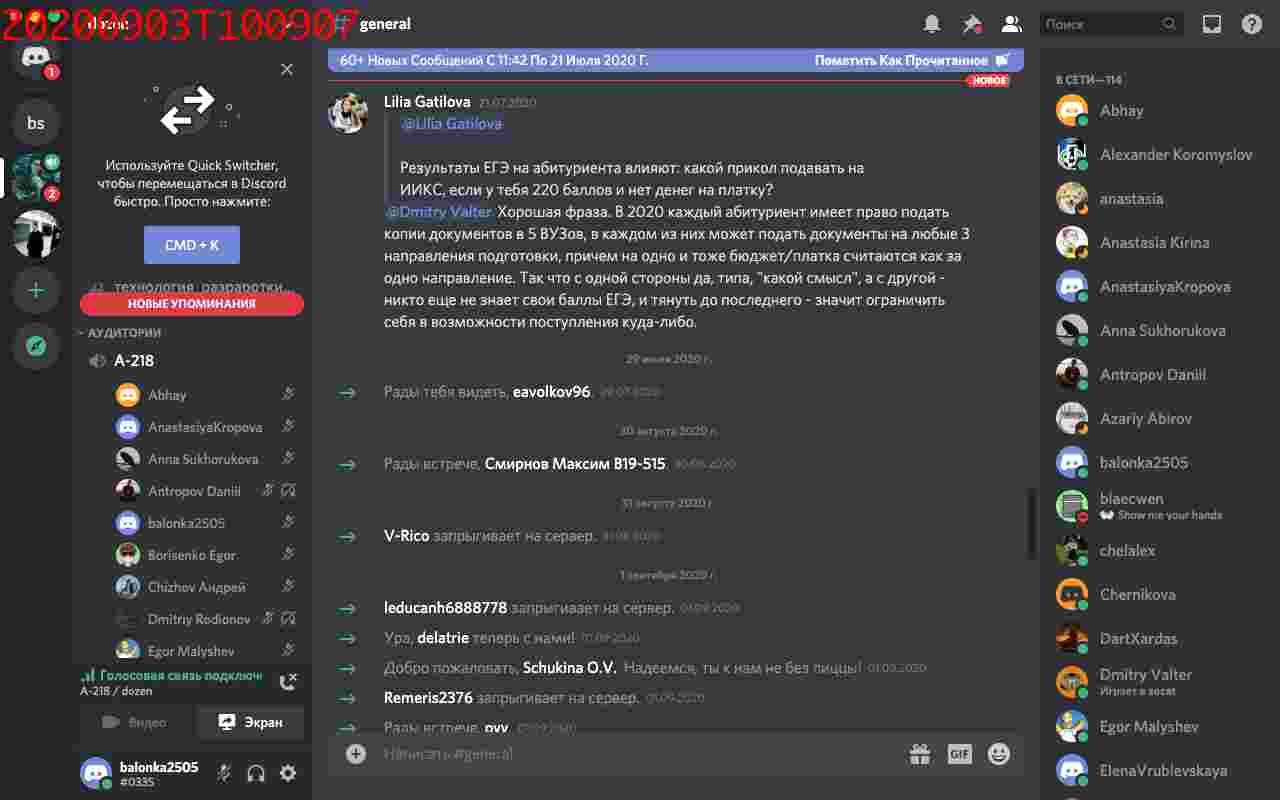 20200903T100907
dozen
general
Поиск
60+ Новых Сообщений С 11:42 По 21 Июля 2020 Г.
Пометить Как Прочитанное
НОВОЕ
1
bs
2
Используйте Quick Switcher,
чтобы перемещаться в Discord
быстро. Просто нажмите:
CMD + K
технология_разработки...
НОВЫЕ УПОМИНАНИЯ
АУДИТОРИИ
A-218
Abhay
AnastasiyaKropova
Anna Sukhorukova
Antropov Daniil
balonka2505
Borisenko Egor
Chizhov Андрей
Dmitriy Rodionov
Egor Malyshev
Голосовая связь подключ
A-218 / dozen
Видео
Экран
balonka2505
#0335
Lilia Gatilova 21.07.2020
@Lilia Gatilova
Результаты ЕГЭ на абитуриента влияют: какой прикол подавать на
ИИКС, если у тебя 220 баллов и нет денег на платку?
@Dmitry Valter Хорошая фраза. В 2020 каждый абитуриент имеет право подать
копии документов в 5 ВУЗов, в каждом из них может подать документы на любые 3
направления подготовки, причем на одно и тоже бюджет/платка считаются как за
одно направление. Так что с одной стороны да, типа, "какой смысл", а с другой -
никто еще не знает свои баллы ЕГЭ, и тянуть до последнего - значит ограничить
себя в возможности поступления куда-либо.
29 июля 2020 г.
Рады тебя видеть, eavolkov96. 29.07.2020
30 августа 2020 г.
Рады встрече, Смирнов Максим B19-515. 30.08.2020
31 августа 2020 г.
V-Rico запрыгивает на сервер. 31.08.2020
1 сентября 2020 г.
leducanh6888778 запрыгивает на сервер. 01.09.2020
Ура, delatrie теперь с нами! 01.09.2020
Добро пожаловать, Schukina O.V. Надеемся, ты к нам не без пиццы! 01.09.2020
Remeris2376 запрыгивает на сервер. 01.09.2020
Рады встрече, pvv. 01.09.2020
Написать #general
GIF
В СЕТИ—114
Abhay
Alexander Koromyslov
anastasia
Anastasia Kirina
AnastasiyaKropova
Anna Sukhorukova
Antropov Daniil
Azariy Abirov
balonka2505
blaecwen
Show me your hands
chelalex
Chernikova
DartXardas
Dmitry Valter
Играет в socat
Egor Malyshev
ElenaVrublevskaya